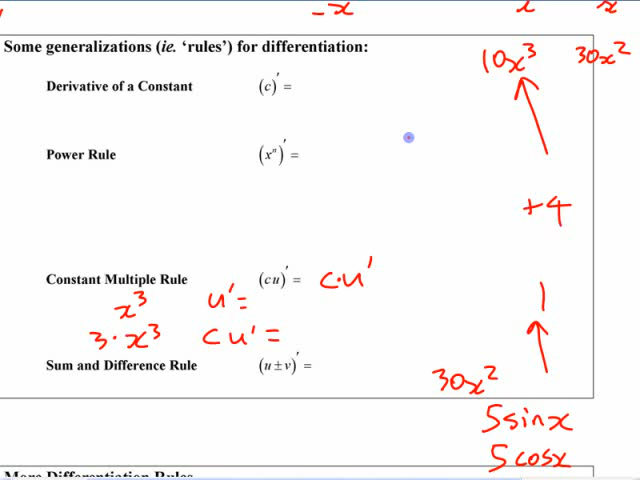 Some generalizations (ie. 'rules') for differentiation:
10x³ 30x²
Derivative of a Constant (c)′ =
Power Rule (xⁿ)′ =
+4
Constant Multiple Rule (cu)′ = c·u′
x³ u′=
1
3·x³ cu′=
Sum and Difference Rule (u ± v)′ =
30x²
5sinx
5cosx
More Differentiation Rules